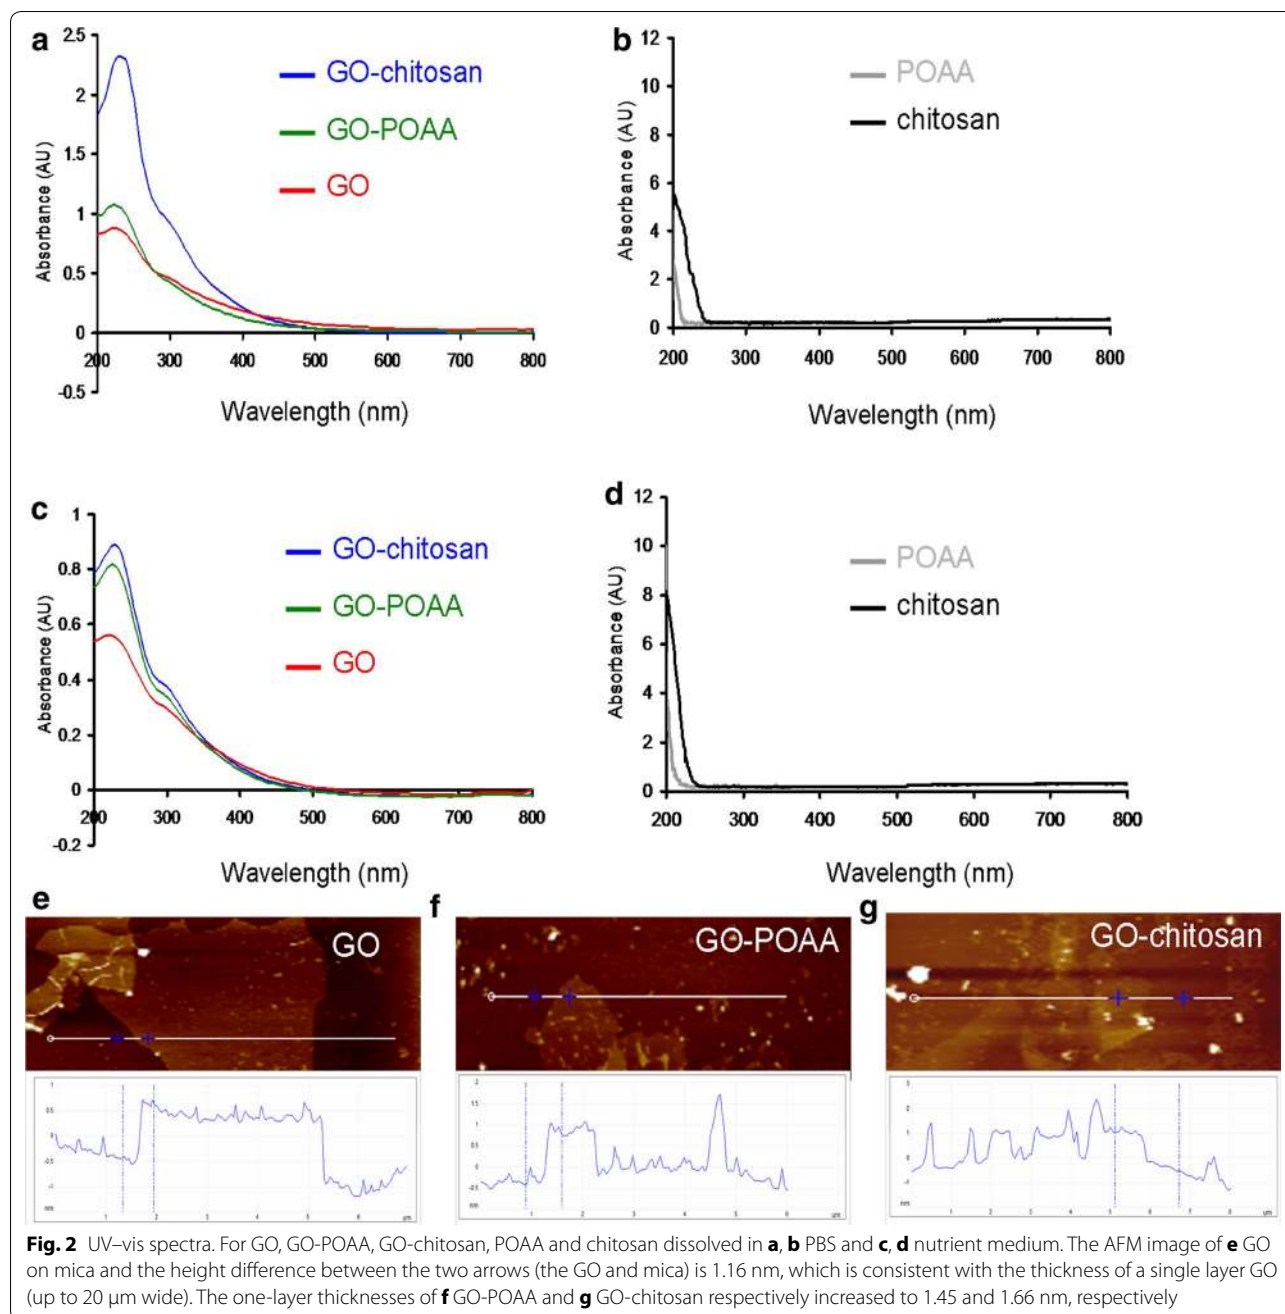 a
2.5
2
1.5
1
0.5
0
-0.5
200 300 400 500 600 700 800
Absorbance (AU)
Wavelength (nm)
GO-chitosan
GO-POAA
GO
b
12
10
8
6
4
2
0
200 300 400 500 600 700 800
Absorbance (AU)
Wavelength (nm)
POAA
chitosan
c
1
0.8
0.6
0.4
0.2
0
-0.2
200 300 400 500 600 700 800
Absorbance (AU)
Wavelength (nm)
GO-chitosan
GO-POAA
GO
d
12
10
8
6
4
2
0
200 300 400 500 600 700 800
Absorbance (AU)
Wavelength (nm)
POAA
chitosan
e
GO
f
GO-POAA
g
GO-chitosan
Fig. 2 UV–vis spectra. For GO, GO-POAA, GO-chitosan, POAA and chitosan dissolved in a, b PBS and c, d nutrient medium. The AFM image of e GO
on mica and the height difference between the two arrows (the GO and mica) is 1.16 nm, which is consistent with the thickness of a single layer GO
(up to 20 μm wide). The one-layer thicknesses of f GO-POAA and g GO-chitosan respectively increased to 1.45 and 1.66 nm, respectively